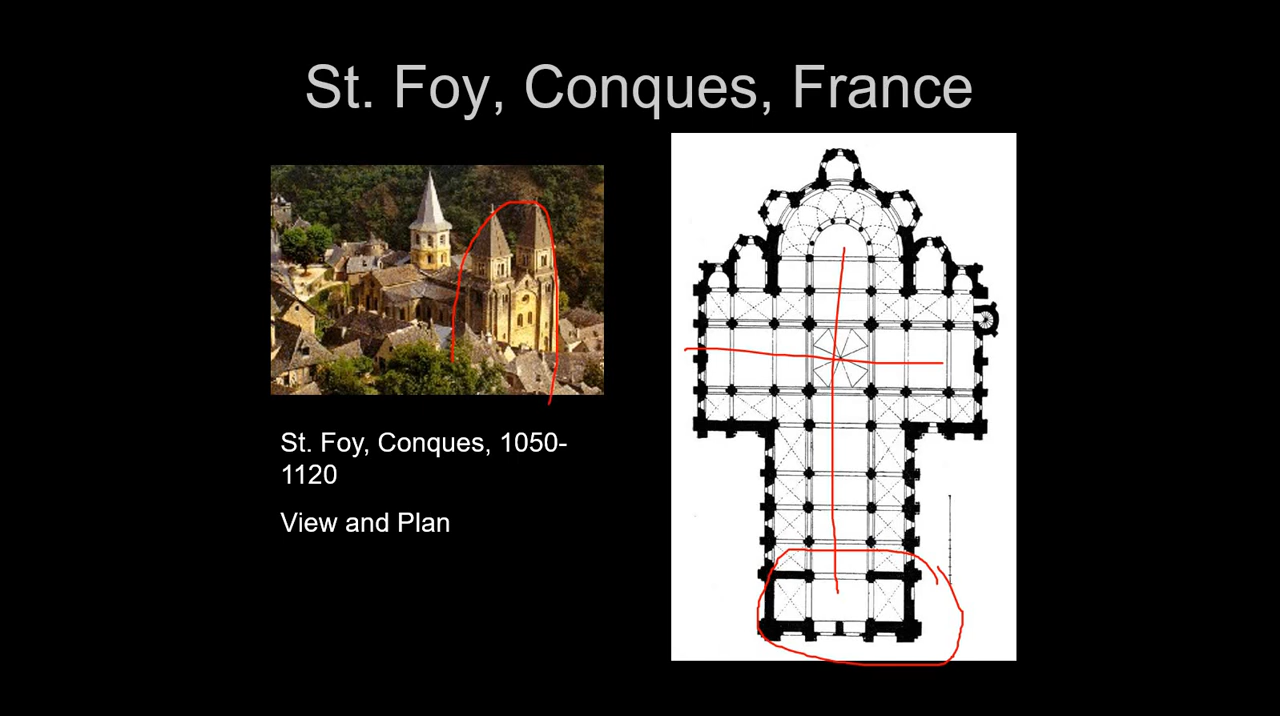 St. Foy, Conques, France
St. Foy, Conques, 1050-
1120
View and Plan